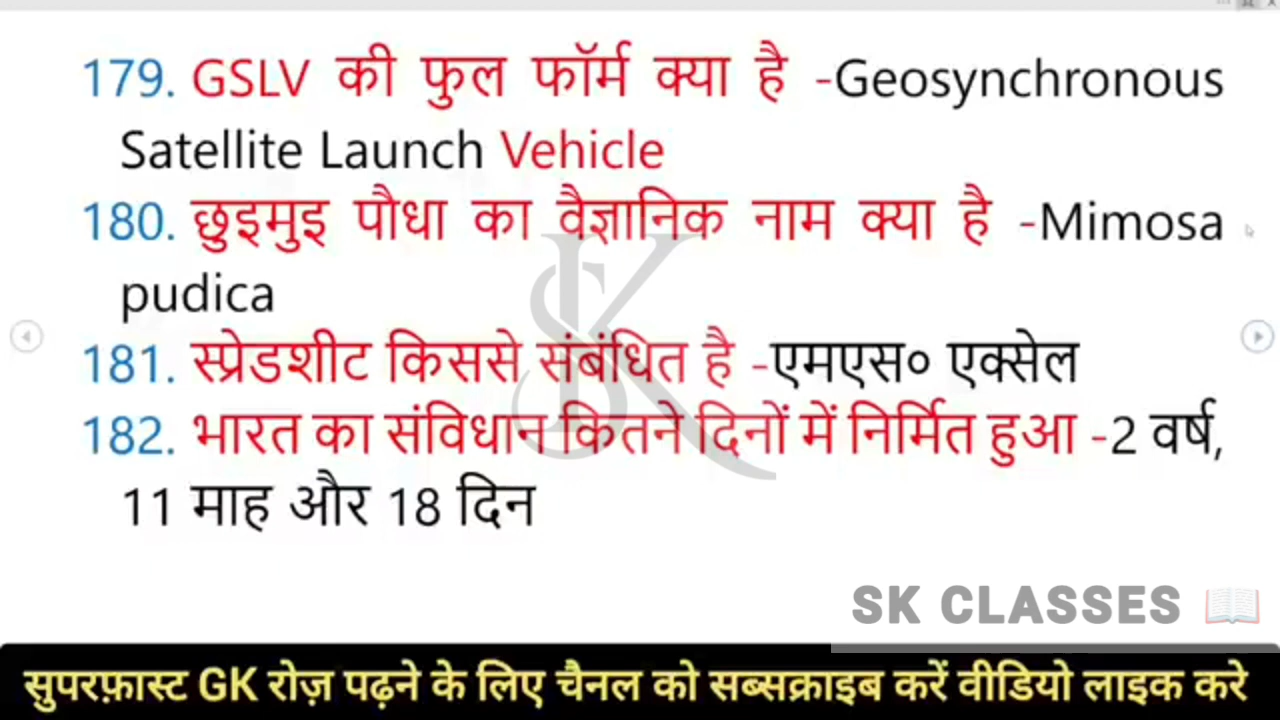 179. GSLV की फुल फॉर्म क्या है -Geosynchronous
Satellite Launch Vehicle
180. छुइमुइ पौधा का वैज्ञानिक नाम क्या है -Mimosa
pudica
181. स्प्रेडशीट किससे संबंधित है -एमएस० एक्सेल
182. भारत का संविधान कितने दिनों में निर्मित हुआ -2 वर्ष,
11 माह और 18 दिन
SK
SK CLASSES
सुपरफ़ास्ट GK रोज़ पढ़ने के लिए चैनल को सब्सक्राइब करें वीडियो लाइक करे